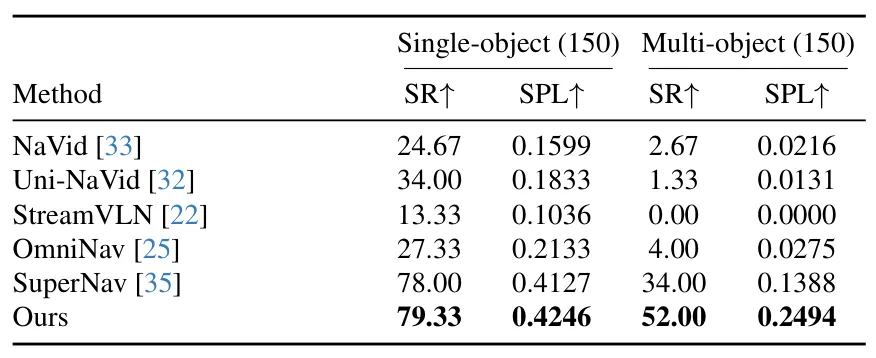 Single-object (150) Multi-object (150)
Method SR↑ SPL↑ SR↑ SPL↑
NaVid [33] 24.67 0.1599 2.67 0.0216
Uni-NaVid [32] 34.00 0.1833 1.33 0.0131
StreamVLN [22] 13.33 0.1036 0.00 0.0000
OmniNav [25] 27.33 0.2133 4.00 0.0275
SuperNav [35] 78.00 0.4127 34.00 0.1388
Ours 79.33 0.4246 52.00 0.2494